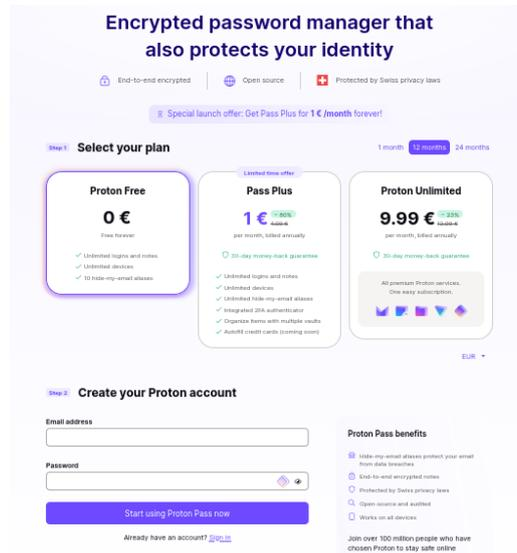 Encrypted password manager that
also protects your identity
End-to-end encrypted
Open source
Protected by Swiss privacy laws
Special launch offer: Get Pass Plus for 1 € /month forever!
Step 1 Select your plan
1 month 12 months 24 months
Proton Free
0 €
Free forever
Unlimited logins and notes
Unlimited devices
10 hide-my-email aliases
Limited time offer
Pass Plus
1 € − 80%
4.99 €
per month, billed annually
30-day money-back guarantee
Unlimited logins and notes
Unlimited devices
Unlimited hide-my-email aliases
Integrated 2FA authenticator
Organize items with multiple vaults
Autofill credit cards (coming soon)
Proton Unlimited
9.99 € − 23%
12.99 €
per month, billed annually
30-day money-back guarantee
All premium Proton services.
One easy subscription.
EUR
Step 2 Create your Proton account
Email address
Password
Start using Proton Pass now
Already have an account? Sign in
Proton Pass benefits
Hide-my-email aliases protect your email
from data breaches
End-to-end encrypted notes
Protected by Swiss privacy laws
Open source and audited
Works on all devices
Join over 100 million people who have
chosen Proton to stay safe online